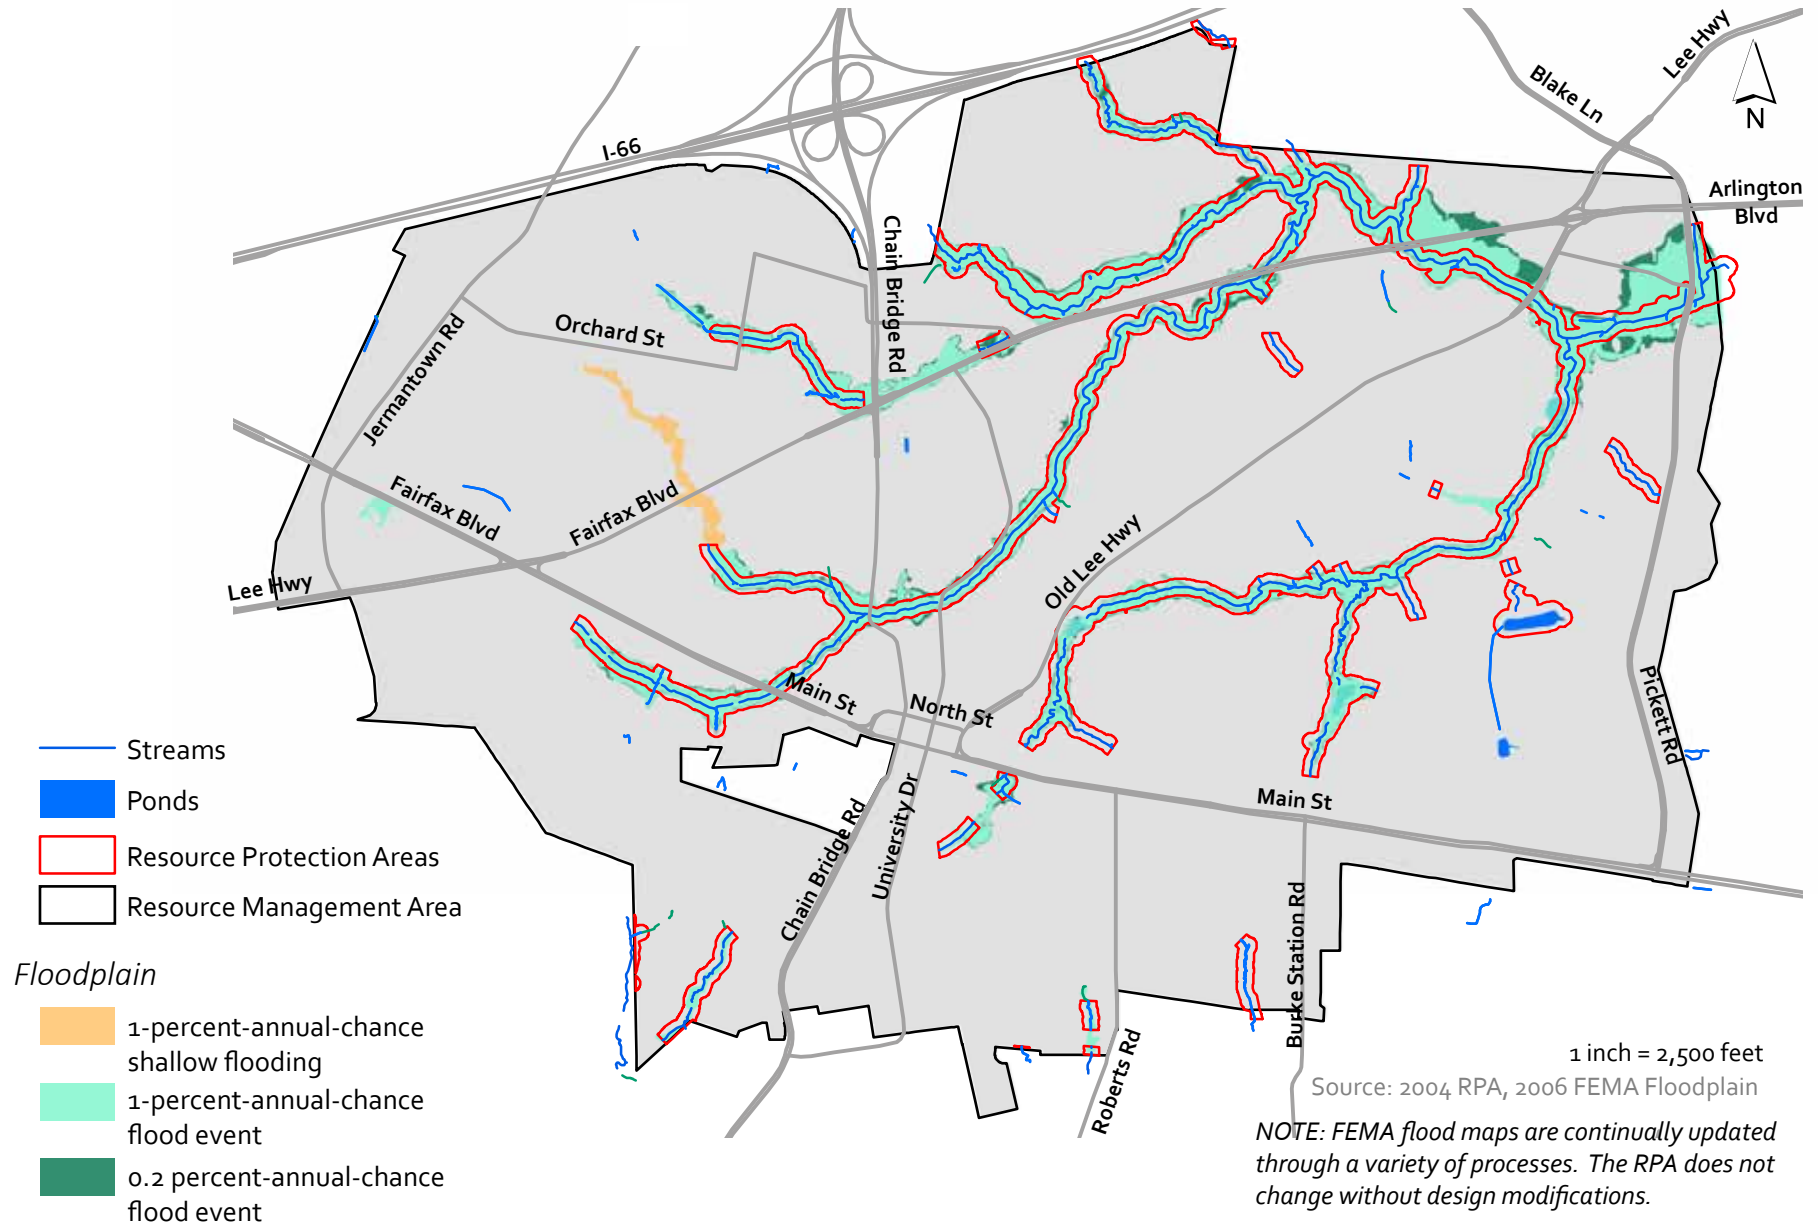 Lee Hwy
Blake Ln
N
I-66
Arlington
Blvd
Chain Bridge Rd
Orchard St
Jermantown Rd
Fairfax Blvd
Fairfax Blvd
Old Lee Hwy
Lee Hwy
Main St
North St
Pickett Rd
Main St
University Dr
Chain Bridge Rd
Burke Station Rd
Roberts Rd
Streams
Ponds
Resource Protection Areas
Resource Management Area
Floodplain
1-percent-annual-chance
shallow flooding
1-percent-annual-chance
flood event
0.2 percent-annual-chance
flood event
1 inch = 2,500 feet
Source: 2004 RPA, 2006 FEMA Floodplain
NOTE: FEMA flood maps are continually updated
through a variety of processes.  The RPA does not
change without design modifications.